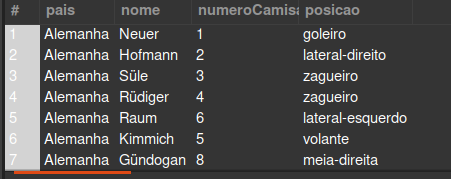 # pais nome numeroCamisa posicao
1 Alemanha Neuer 1 goleiro
2 Alemanha Hofmann 2 lateral-direito
3 Alemanha Süle 3 zagueiro
4 Alemanha Rüdiger 4 zagueiro
5 Alemanha Raum 6 lateral-esquerdo
6 Alemanha Kimmich 5 volante
7 Alemanha Gündogan 8 meia-direita